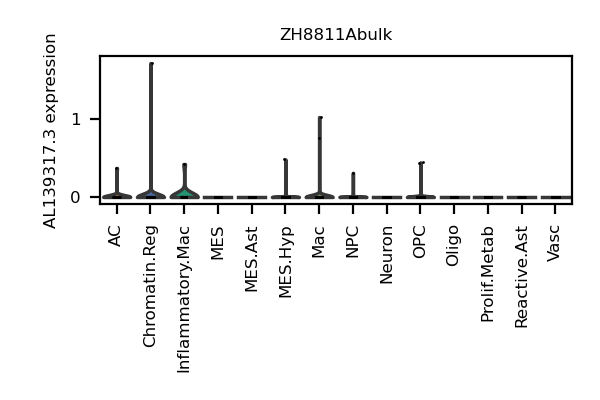 ZH8811Abulk
AL139317.3 expression
1
0
AC
Chromatin.Reg
Inflammatory.Mac
MES
MES.Ast
MES.Hyp
Mac
NPC
Neuron
OPC
Oligo
Prolif.Metab
Reactive.Ast
Vasc